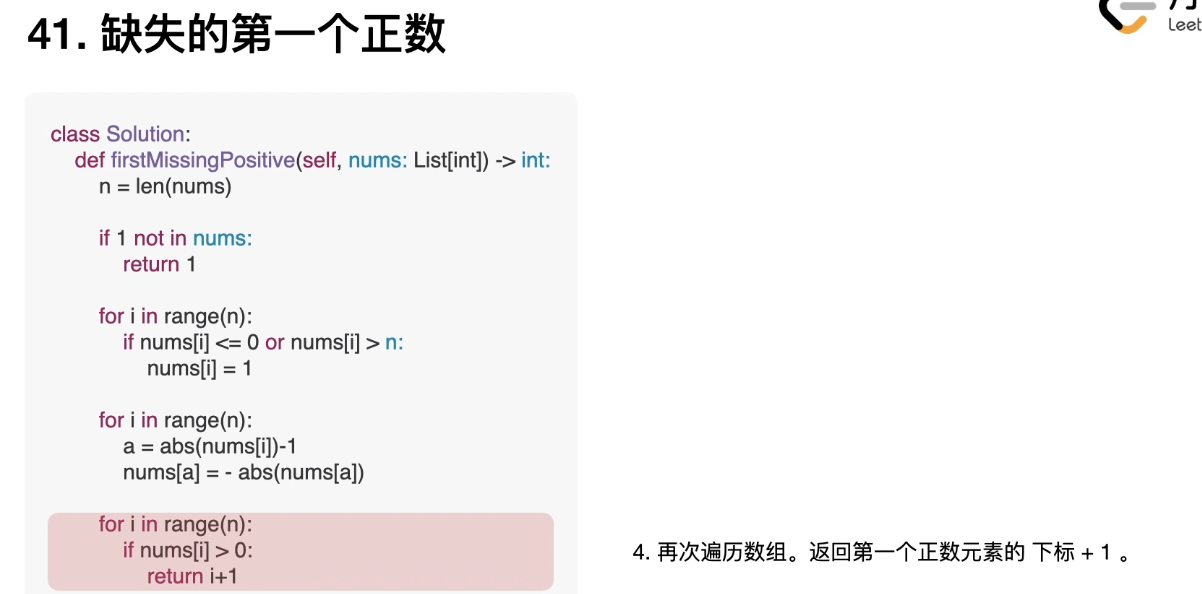 41. 缺失的第一个正数
Leet
class Solution:
def firstMissingPositive(self, nums: List[int]) -> int:
n = len(nums)
if 1 not in nums:
return 1
for i in range(n):
if nums[i] <= 0 or nums[i] > n:
nums[i] = 1
for i in range(n):
a = abs(nums[i])-1
nums[a] = - abs(nums[a])
for i in range(n):
if nums[i] > 0:
return i+1
4. 再次遍历数组。返回第一个正数元素的 下标 + 1 。